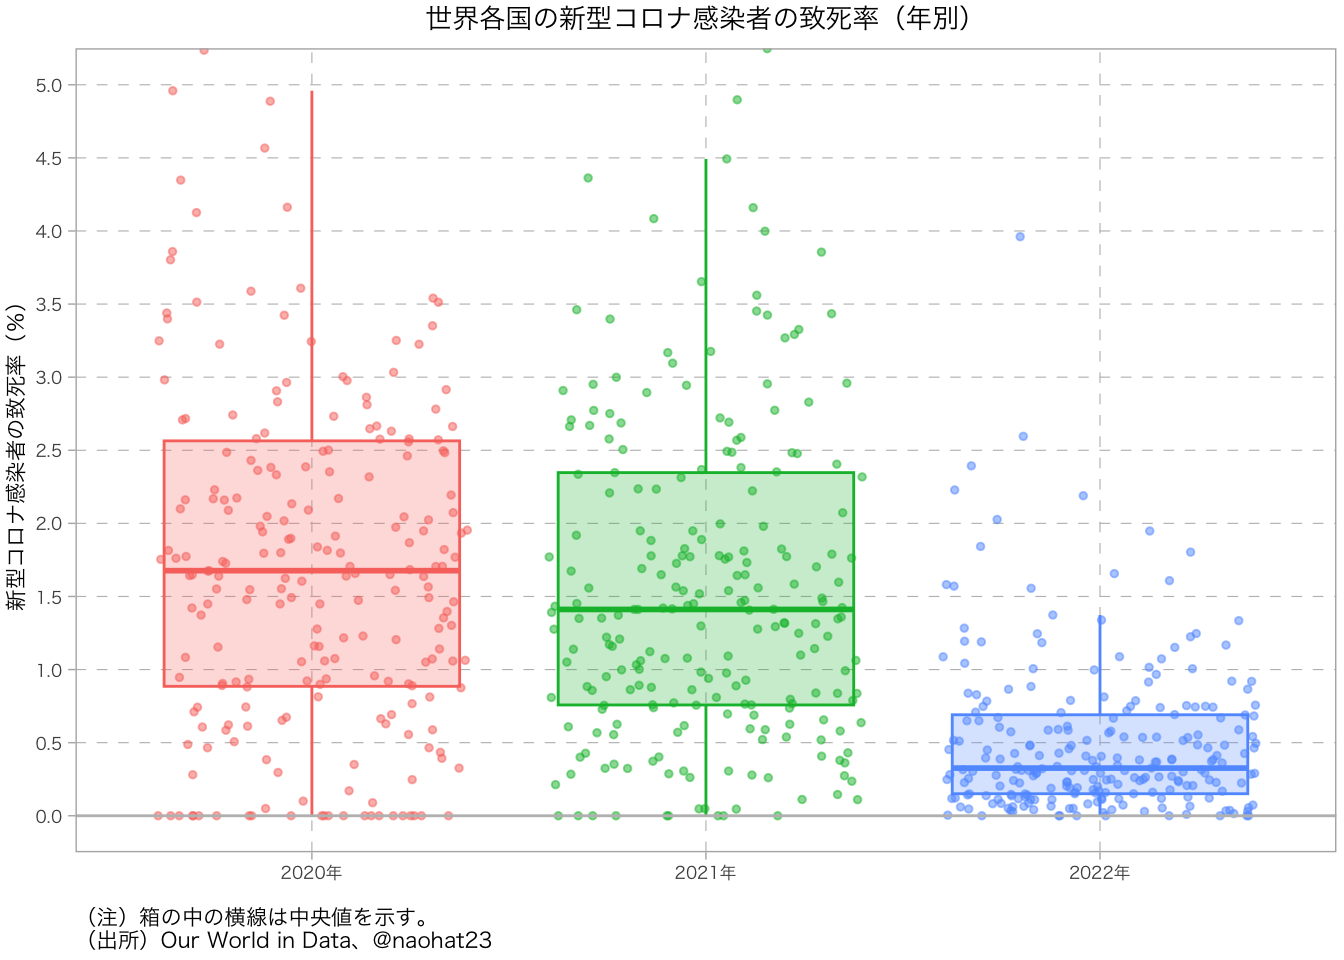 世界各国の新型コロナ感染者の致死率（年別）
新型コロナ感染者の致死率（%）
5.0
4.5
4.0
3.5
3.0
2.5
2.0
1.5
1.0
0.5
0.0
2020年
2021年
2022年
（注）箱の中の横線は中央値を示す。
（出所）Our World in Data、@naohat23